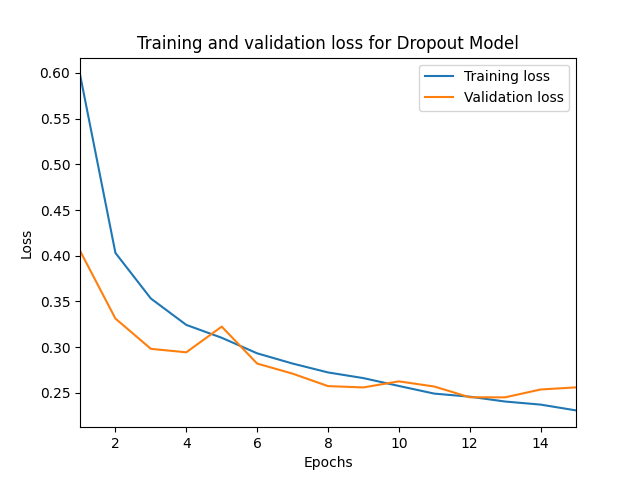 Training and validation loss for Dropout Model
Training loss
Validation loss
0.60
0.55
0.50
0.45
0.40
0.35
0.30
0.25
Loss
2 4 6 8 10 12 14
Epochs